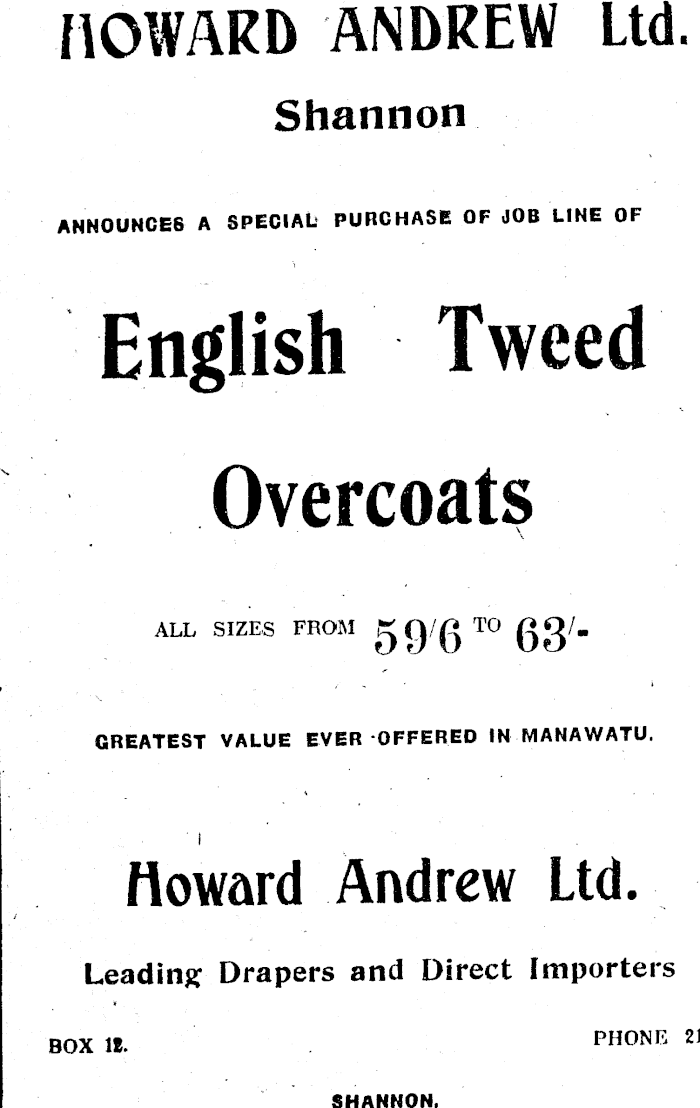 HOWARD ANDREW Ltd.
Shannon
ANNOUNCES A SPECIAL PURCHASE OF JOB LINE OF
English Tweed
Overcoats
ALL SIZES FROM 59/6 TO 63/-
GREATEST VALUE EVER OFFERED IN MANAWATU.
Howard Andrew Ltd.
Leading Drapers and Direct Importers
BOX 12. PHONE 21
SHANNON.